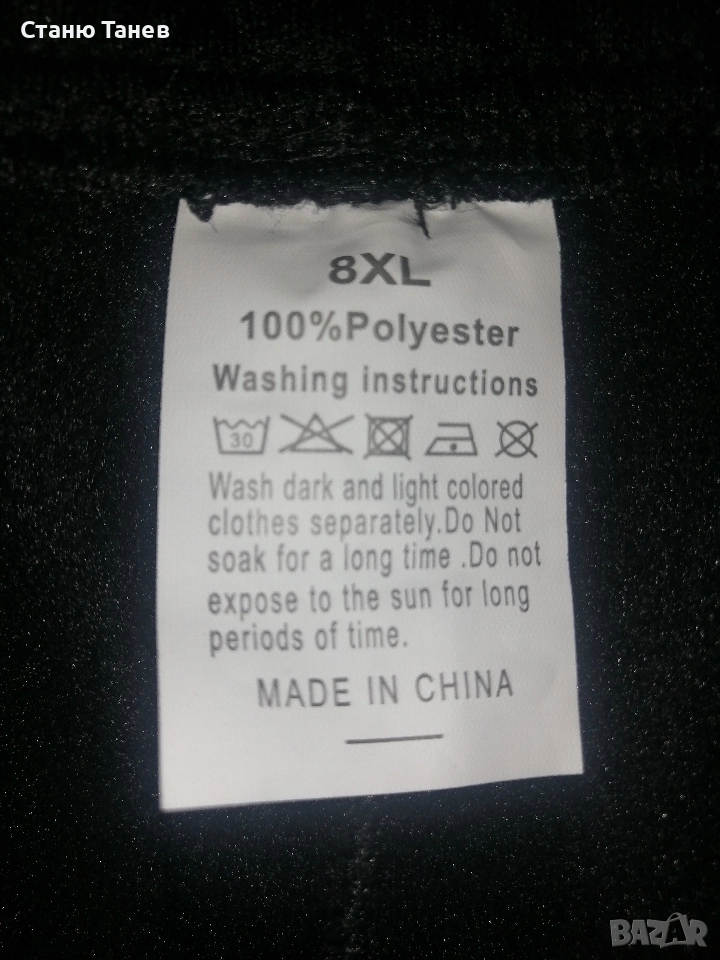 Станю Танев
8XL
100%Polyester
Washing instructions
30
Wash dark and light colored
clothes separately.Do Not
soak for a long time .Do not
expose to the sun for long
periods of time.
MADE IN CHINA
BAZAR